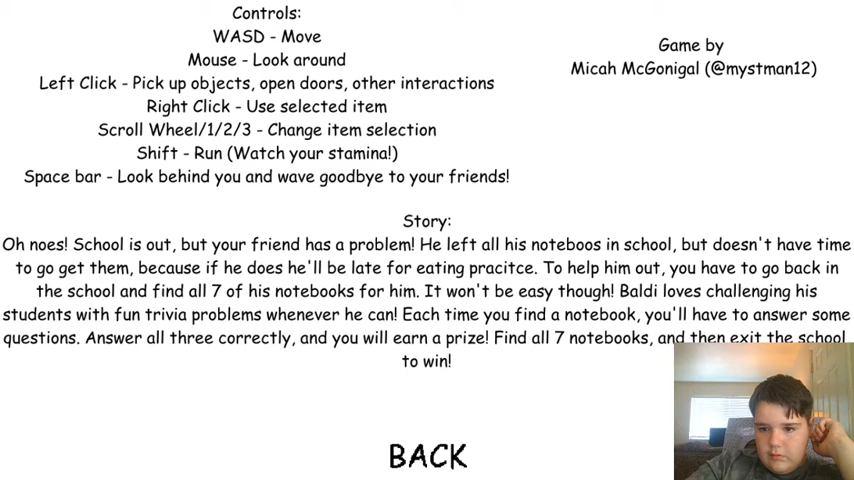 Controls:
WASD - Move
Mouse - Look around
Left Click - Pick up objects, open doors, other interactions
Right Click - Use selected item
Scroll Wheel/1/2/3 - Change item selection
Shift - Run (Watch your stamina!)
Space bar - Look behind you and wave goodbye to your friends!
Game by
Micah McGonigal (@mystman12)
Story:
Oh noes! School is out, but your friend has a problem! He left all his noteboos in school, but doesn't have time
to go get them, because if he does he'll be late for eating pracitce. To help him out, you have to go back in
the school and find all 7 of his notebooks for him. It won't be easy though! Baldi loves challenging his
students with fun trivia problems whenever he can! Each time you find a notebook, you'll have to answer some
questions. Answer all three correctly, and you will earn a prize! Find all 7 notebooks, and then exit the school
to win!
BACK